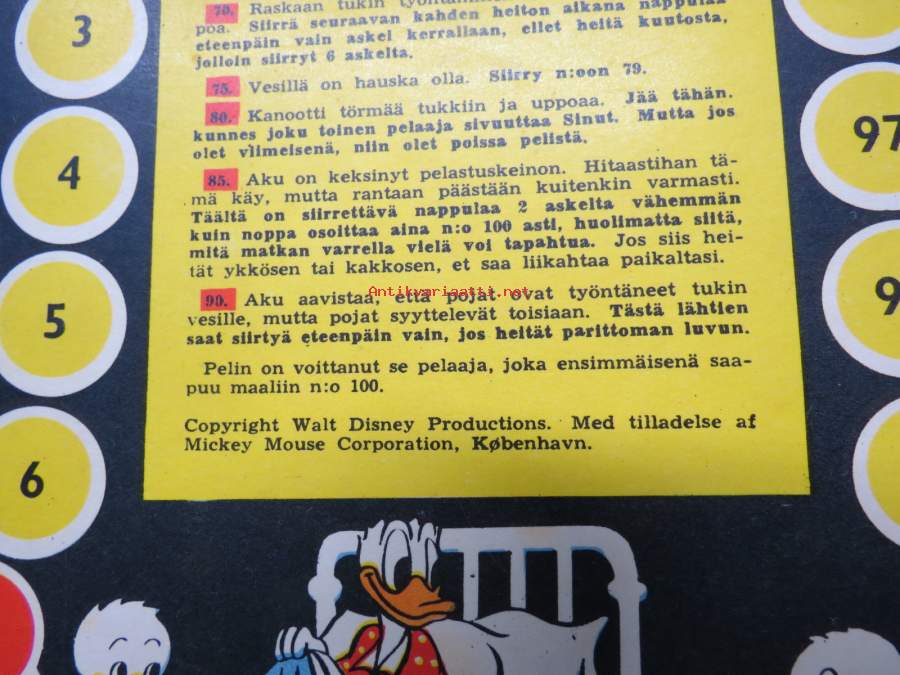 70. Raskaan tukin
poa. Siirrä seuraavan kahden heiton aikana nappulaa
eteenpäin vain askel kerrallaan, ellet heitä kuutosta,
jolloin siirryt 6 askelta.
75. Vesillä on hauska olla. Siirry n:oon 79.
80. Kanootti törmää tukkiin ja uppoaa. Jää tähän.
kunnes joku toinen pelaaja sivuuttaa Sinut. Mutta jos
olet viimeisenä, niin olet poissa pelistä.
85. Aku on keksinyt pelastuskeinon. Hitaastihan tä-
mä käy, mutta rantaan päästään kuitenkin varmasti.
Täältä on siirrettävä nappulaa 2 askelta vähemmän
kuin noppa osoittaa aina n:o 100 asti, huolimatta siitä,
mitä matkan varrella vielä voi tapahtua. Jos siis hei-
tät ykkösen tai kakkosen, et saa liikahtaa paikaltasi.
Antikvariaatti.net
90. Aku aavistaa, että pojat ovat työntäneet tukin
vesille, mutta pojat syyttelevät toisiaan. Tästä lähtien
saat siirtyä eteenpäin vain, jos heität parittoman luvun.
Pelin on voittanut se pelaaja, joka ensimmäisenä saa-
puu maaliin n:o 100.
Copyright Walt Disney Productions. Med tilladelse af
Mickey Mouse Corporation, København.
3
4
5
6
97
9